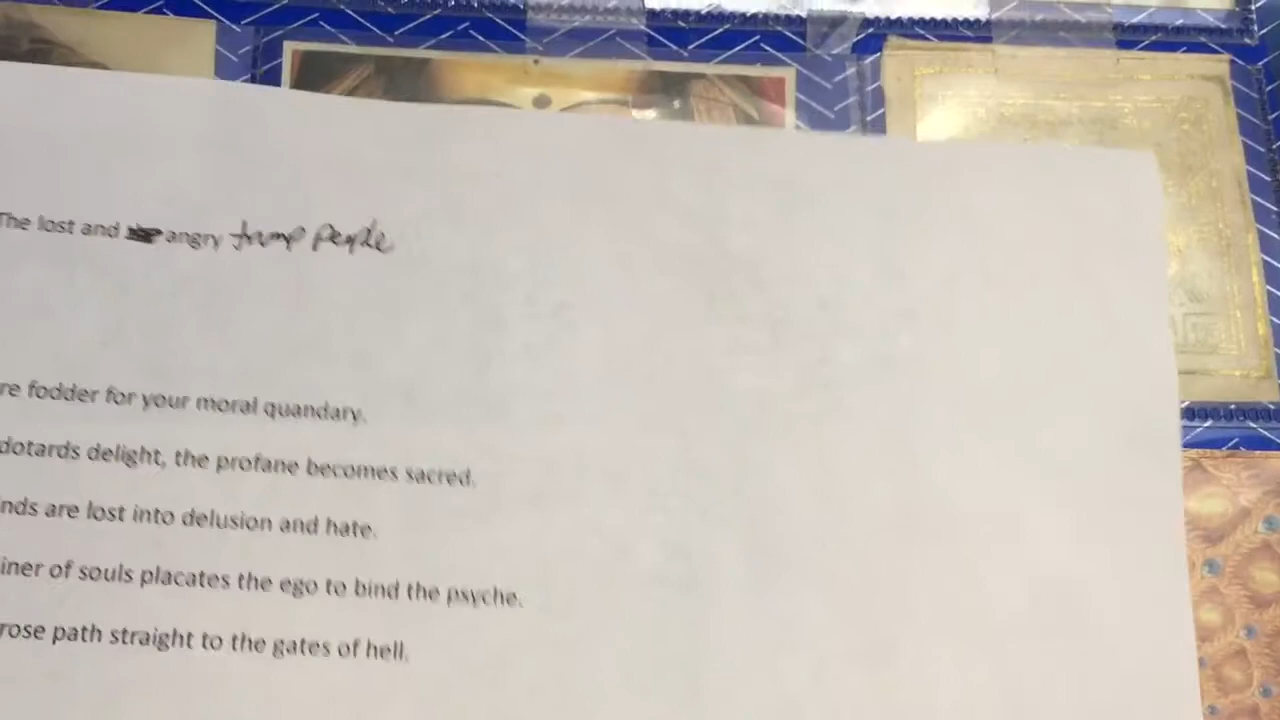 The lost and angry trump people
re fodder for your moral quandary.
dotards delight, the profane becomes sacred.
nds are lost into delusion and hate.
iner of souls placates the ego to bind the psyche.
rose path straight to the gates of hell.